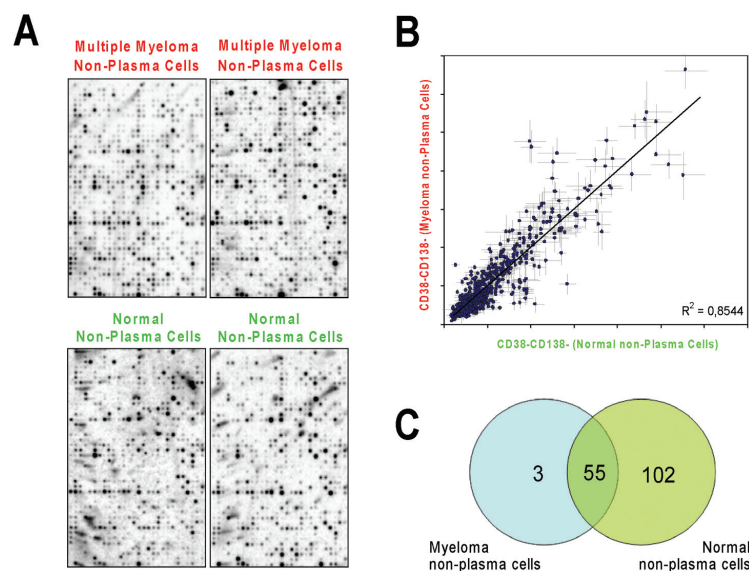 A
Multiple Myeloma
Non-Plasma Cells
Multiple Myeloma
Non-Plasma Cells
Normal
Non-Plasma Cells
Normal
Non-Plasma Cells
B
CD38-CD138- (Myeloma non-Plasma Cells)
R² = 0,8544
CD38-CD138- (Normal non-Plasma Cells)
C
3
55
102
Myeloma
non-plasma cells
Normal
non-plasma cells